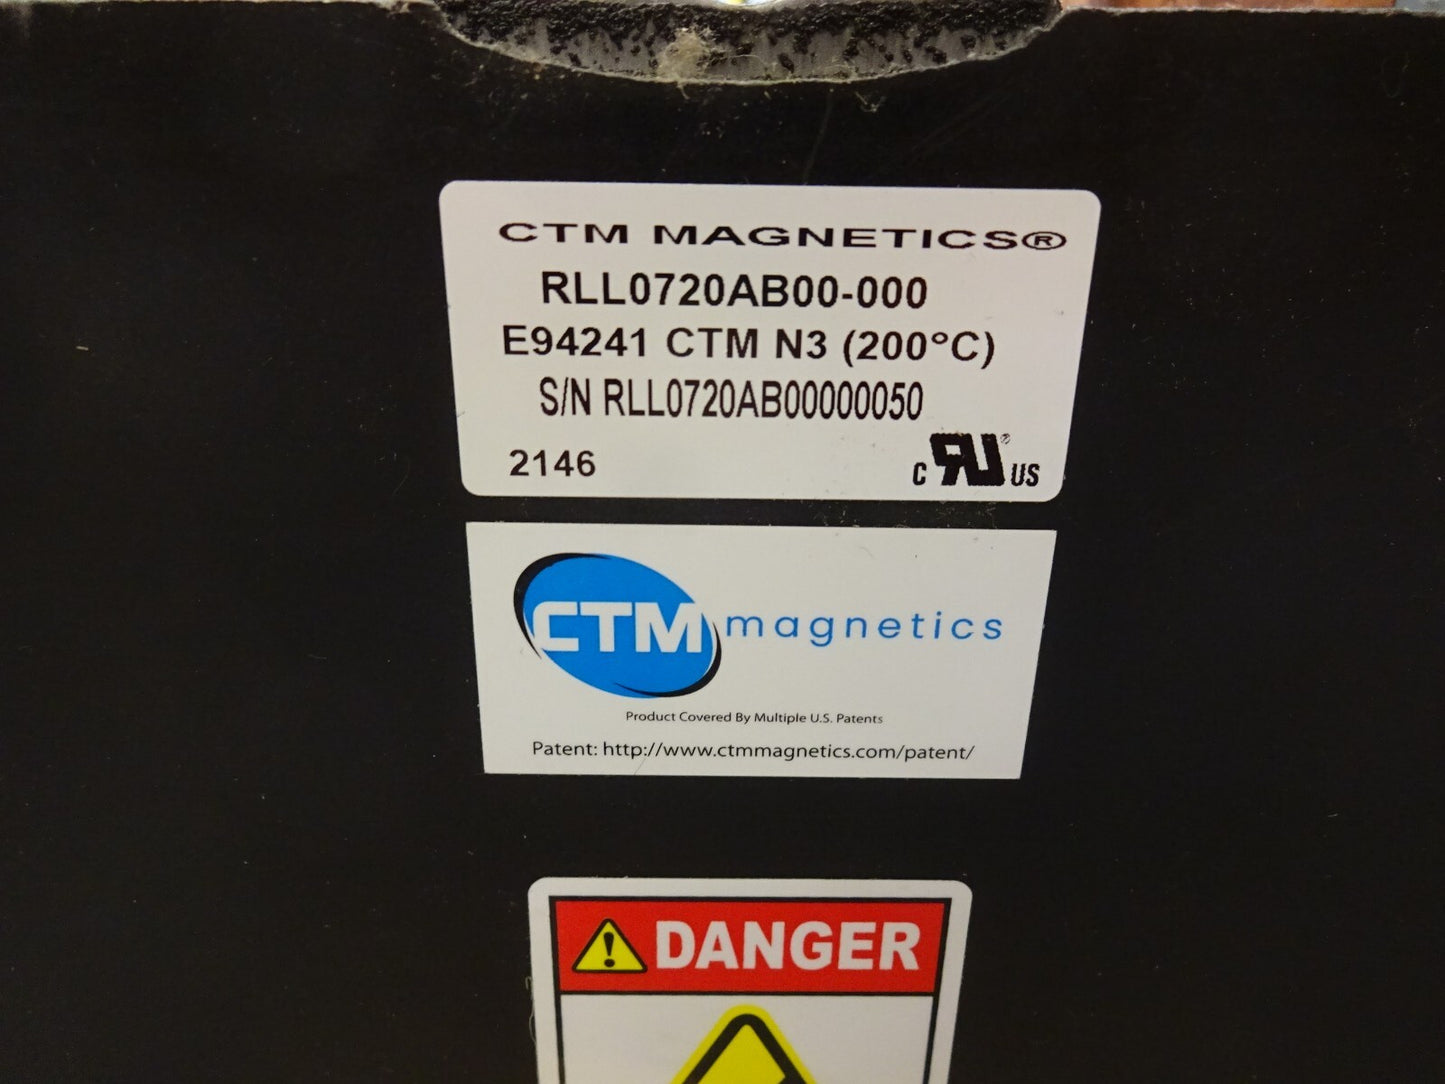 CTM MAGNETICS®
RLL0720AB00-000
E94241 CTM N3 (200°C)
S/N RLL0720AB00000050
2146
C RU® US
CTM magnetics
Product Covered By Multiple U.S. Patents
Patent: http://www.ctmmagnetics.com/patent/
DANGER